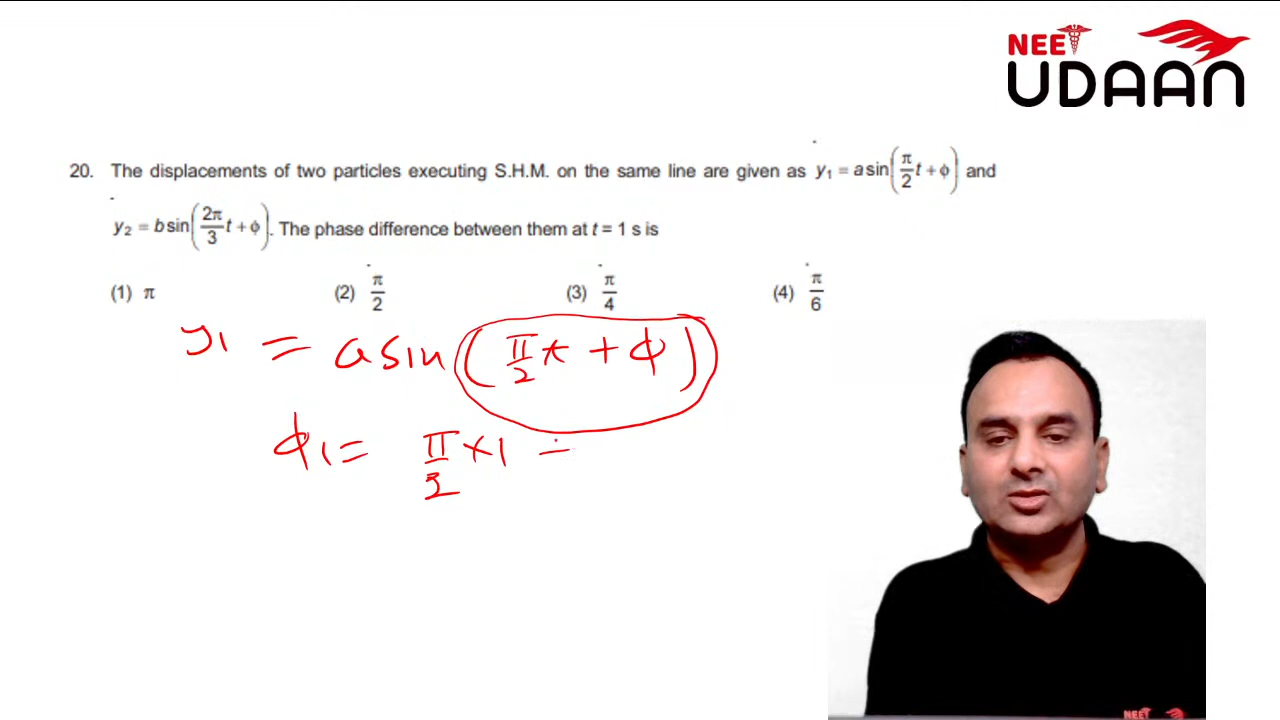 NEET
UDAAN
20. The displacements of two particles executing S.H.M. on the same line are given as y₁ = a sin(π/2 t + ϕ) and
y₂ = b sin(2π/3 t + ϕ). The phase difference between them at t = 1 s is
(1) π (2) π/2 (3) π/4 (4) π/6
y₁ = a sin(π/2 t + ϕ)
ϕ₁ = π/2 × 1 =
NEET